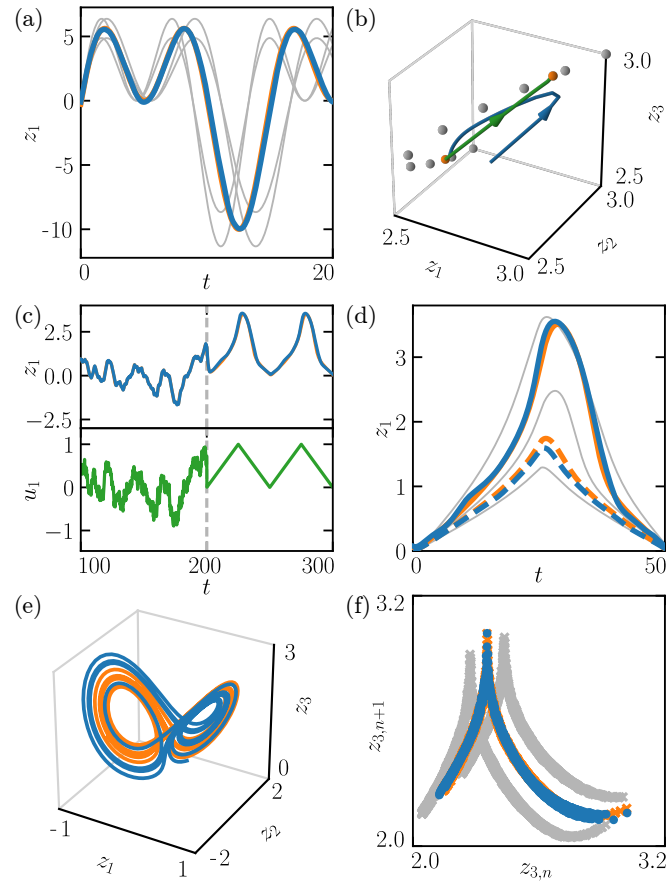 (a)
5
0
-5
-10
z₁
0
t
20
(b)
3.0
z₃
2.5
3.0
z₂
2.5
2.5
z₁
3.0
(c)
2.5
0.0
−2.5
z₁
1
0
−1
u₁
100
200
300
t
(d)
3
2
1
0
z₁
0
t
50
(e)
3
z₃
0
2
z₂
-2
-1
z₁
1
(f)
3.2
z₃,ₙ₊₁
2.0
2.0
z₃,ₙ
3.2